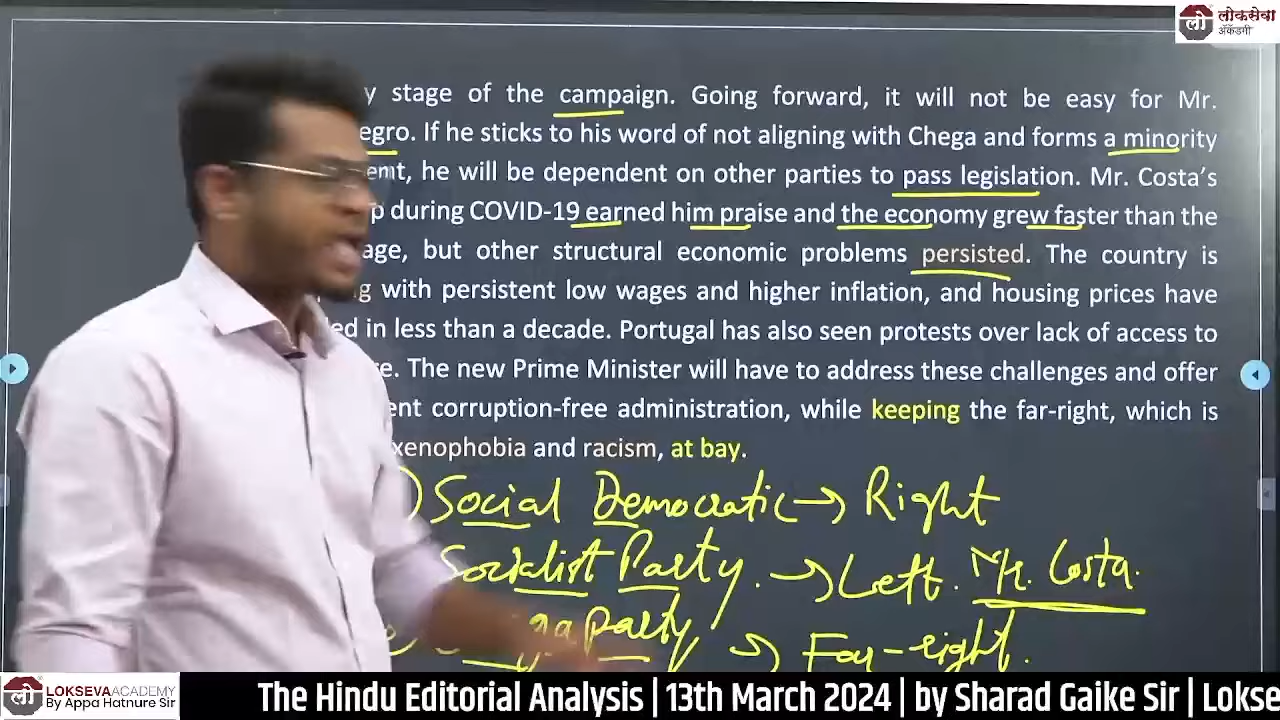 लोकसेवा
अ‍ॅकॅडमी
y stage of the campaign. Going forward, it will not be easy for Mr.
egro. If he sticks to his word of not aligning with Chega and forms a minority
ent, he will be dependent on other parties to pass legislation. Mr. Costa’s
p during COVID-19 earned him praise and the economy grew faster than the
age, but other structural economic problems persisted. The country is
g with persistent low wages and higher inflation, and housing prices have
led in less than a decade. Portugal has also seen protests over lack of access to
e. The new Prime Minister will have to address these challenges and offer
ent corruption-free administration, while keeping the far-right, which is
xenophobia and racism, at bay.
) Social Democratic → Right
Socialist Party. → Left. Mr. Costa.
ga Party → Far-right.
लो LOKSEVA ACADEMY
By Appa Hatnure Sir
The Hindu Editorial Analysis | 13th March 2024 | by Sharad Gaike Sir | Lokse